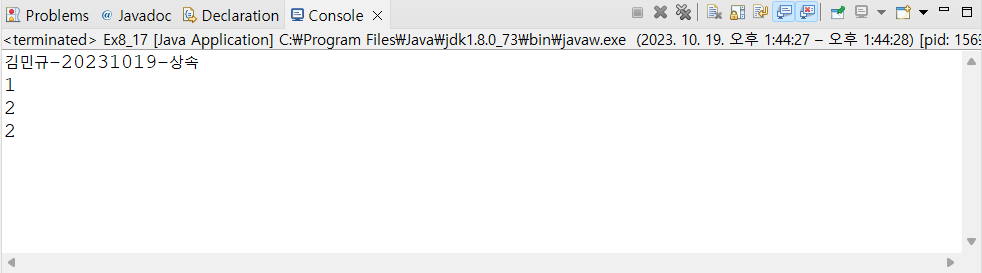 Problems @ Javadoc Declaration Console
<terminated> Ex8_17 [Java Application] C:₩Program Files₩Java₩jdk1.8.0_73₩bin₩javaw.exe (2023. 10. 19. 오후 1:44:27 – 오후 1:44:28) [pid: 1569
김민규-20231019-상속
1
2
2